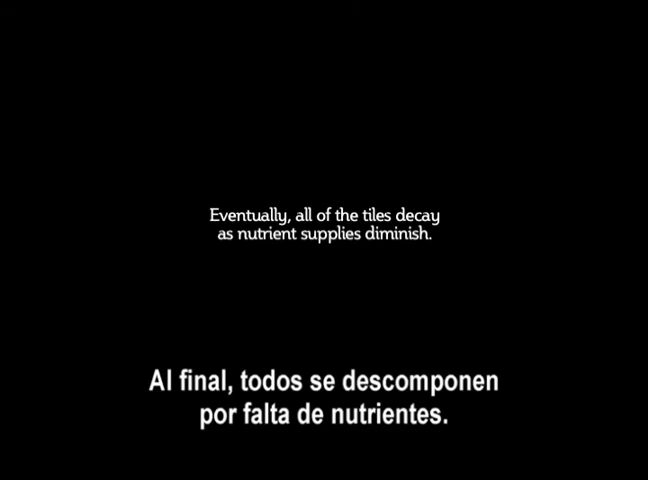 Eventually, all of the tiles decay
as nutrient supplies diminish.
Al final, todos se descomponen
por falta de nutrientes.